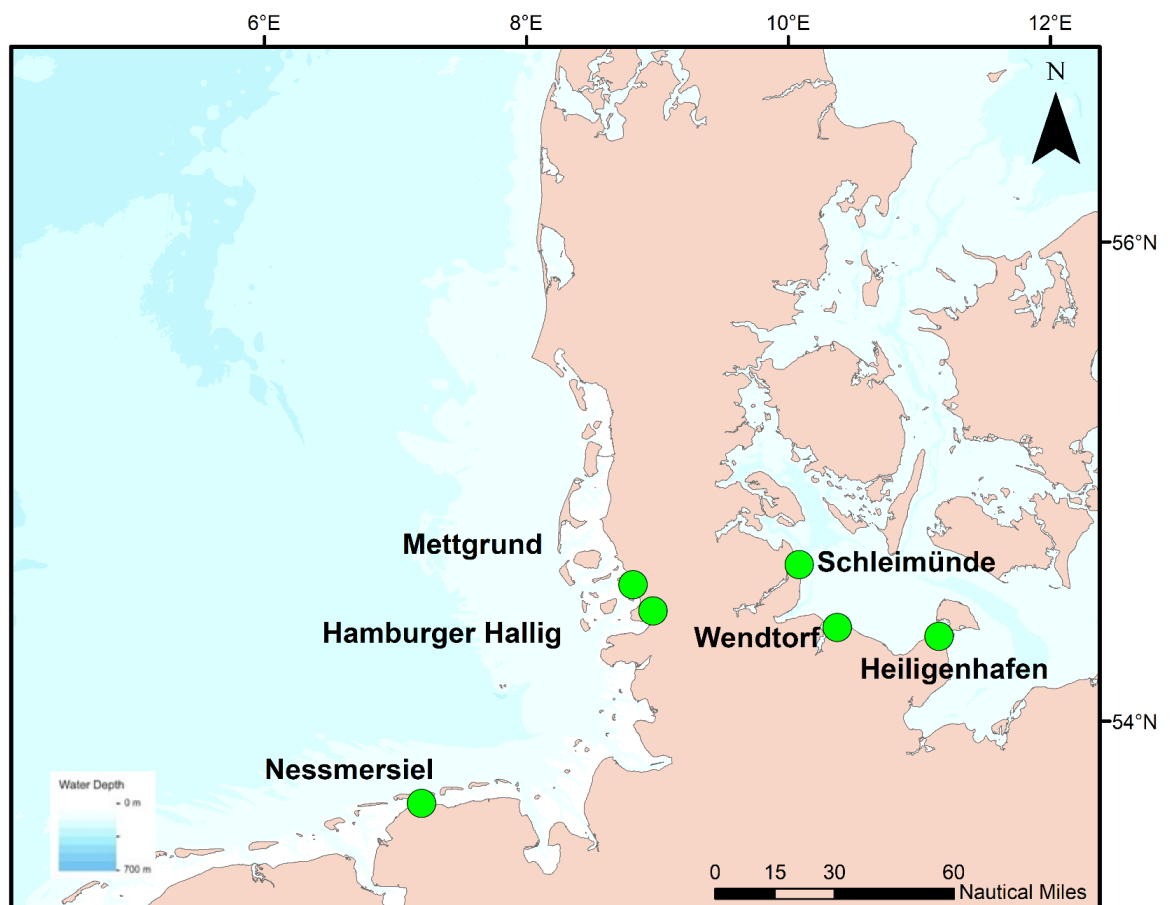 6°E 8°E 10°E 12°E
N
56°N
Mettgrund
Schleimünde
Hamburger Hallig
Wendtorf
Heiligenhafen
54°N
Nessmersiel
Water Depth
0 m
700 m
0 15 30 60
Nautical Miles